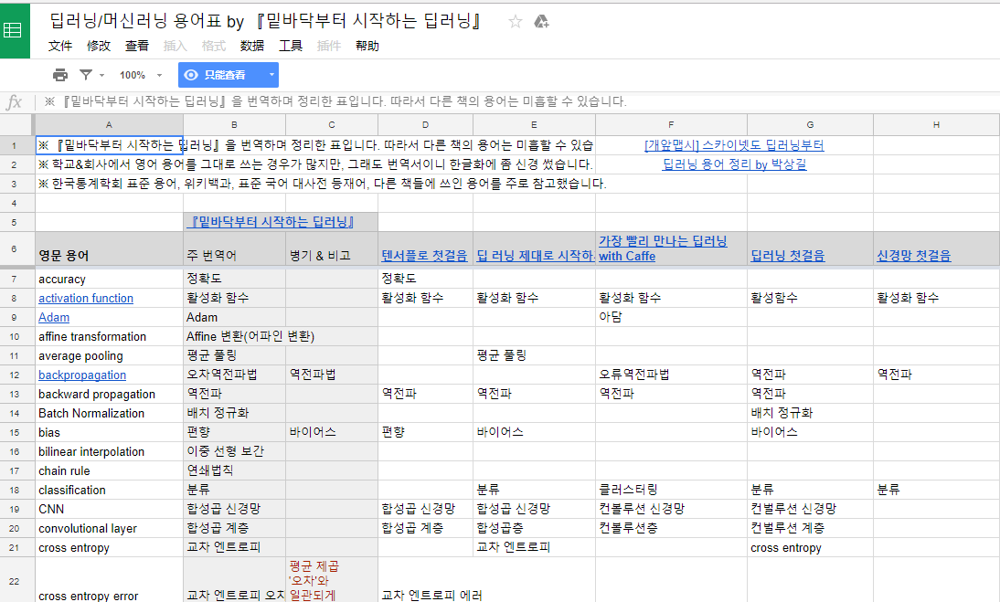 딥러닝/머신러닝 용어표 by 『밑바닥부터 시작하는 딥러닝』
文件 修改 查看 插入 格式 数据 工具 插件 帮助
100% 只能查看
fx ※ 『밑바닥부터 시작하는 딥러닝』을 번역하며 정리한 표입니다. 따라서 다른 책의 용어는 미흡할 수 있습니다.
A B C D E F G H
1 ※ 『밑바닥부터 시작하는 딥러닝』을 번역하며 정리한 표입니다. 따라서 다른 책의 용어는 미흡할 수 있습 [개앞맵시] 스카이넷도 딥러닝부터
2 ※ 학교&회사에서 영어 용어를 그대로 쓰는 경우가 많지만, 그래도 번역서이니 한글화에 좀 신경 썼습니다. 딥러닝 용어 정리 by 박상길
3 ※ 한국통계학회 표준 용어, 위키백과, 표준 국어 대사전 등재어, 다른 책들에 쓰인 용어를 주로 참고했습니다.
4
5 『밑바닥부터 시작하는 딥러닝』
6 영문 용어 주 번역어 병기 & 비고 텐서플로 첫걸음 딥 러닝 제대로 시작하 가장 빨리 만나는 딥러닝 with Caffe 딥러닝 첫걸음 신경망 첫걸음
7 accuracy 정확도 정확도
8 activation function 활성화 함수 활성화 함수 활성화 함수 활성화 함수 활성함수 활성화 함수
9 Adam Adam 아담
10 affine transformation Affine 변환(어파인 변환)
11 average pooling 평균 풀링 평균 풀링
12 backpropagation 오차역전파법 역전파법 오류역전파법 역전파 역전파
13 backward propagation 역전파 역전파 역전파 역전파 역전파
14 Batch Normalization 배치 정규화 배치 정규화
15 bias 편향 바이어스 편향 바이어스 바이어스
16 bilinear interpolation 이중 선형 보간
17 chain rule 연쇄법칙
18 classification 분류 분류 클러스터링 분류 분류
19 CNN 합성곱 신경망 합성곱 신경망 합성곱 신경망 컨볼루션 신경망 컨벌루션 신경망
20 convolutional layer 합성곱 계층 합성곱 계층 합성곱층 컨볼루션층 컨벌루션 계층
21 cross entropy 교차 엔트로피 교차 엔트로피 cross entropy
22 cross entropy error 교차 엔트로피 오차 평균 제곱 '오차'와 일관되게 교차 엔트로피 에러